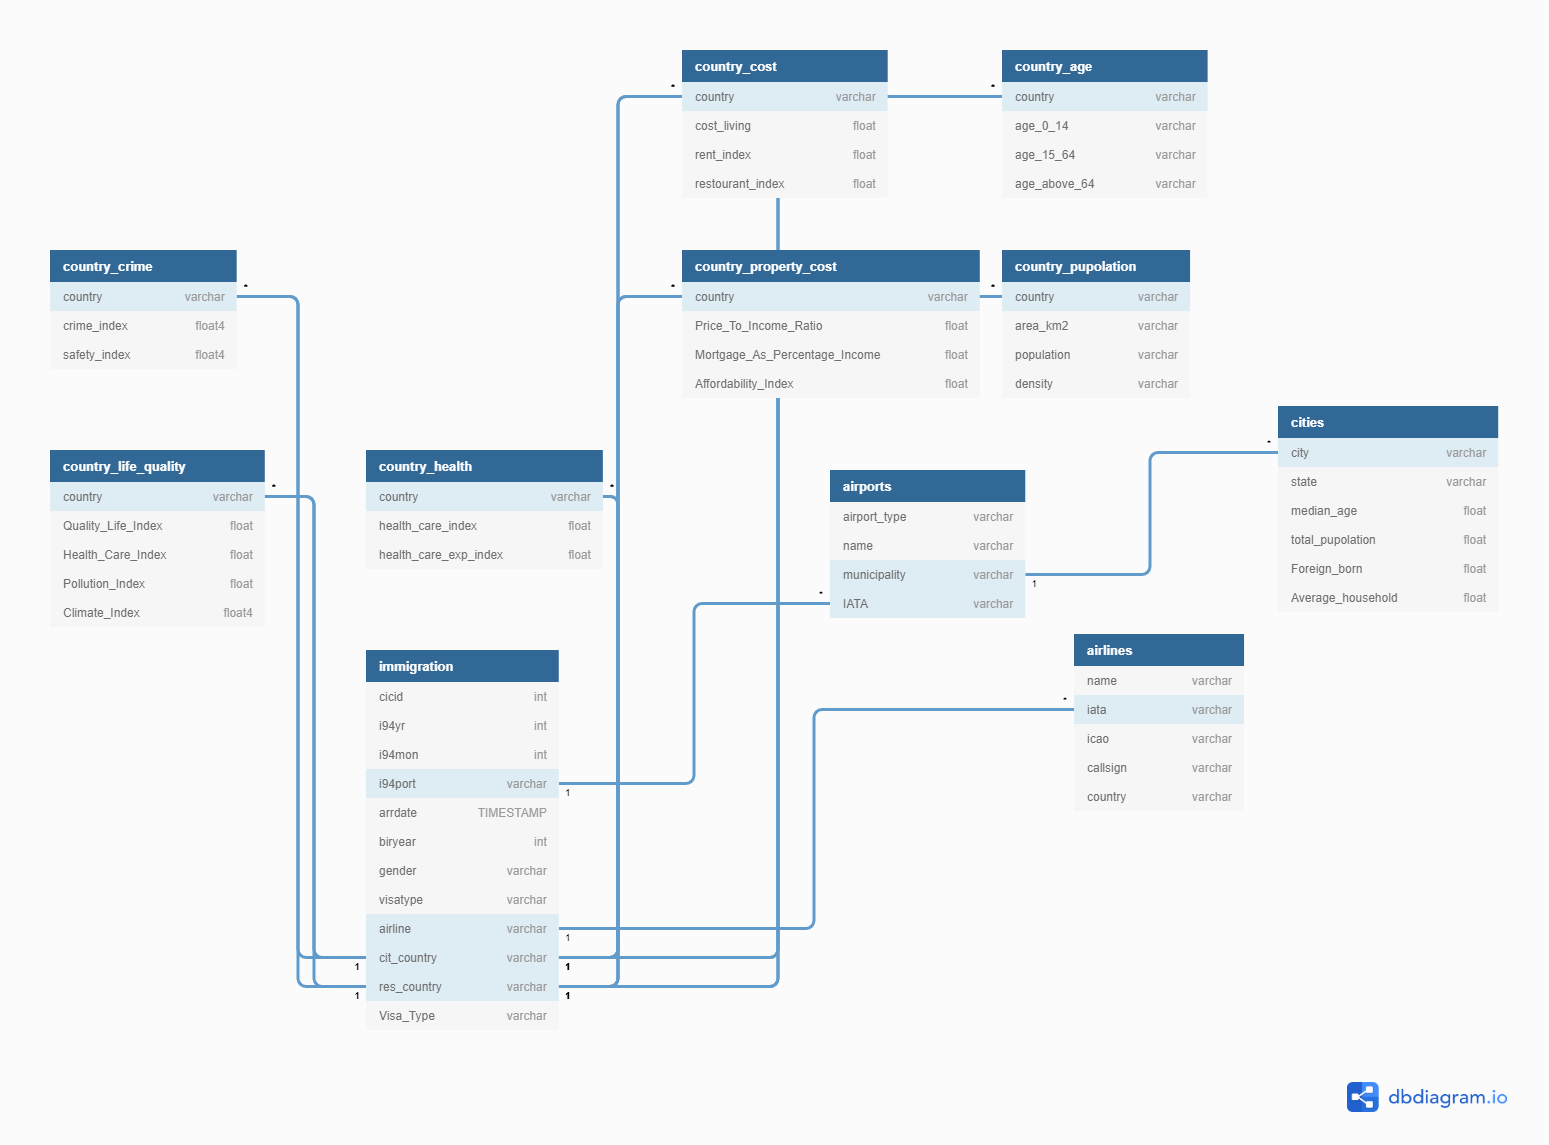 country_cost
country varchar
cost_living float
rent_index float
restourant_index float
country_age
country varchar
age_0_14 varchar
age_15_64 varchar
age_above_64 varchar
country_crime
country varchar
crime_index float4
safety_index float4
country_property_cost
country varchar
Price_To_Income_Ratio float
Mortgage_As_Percentage_Income float
Affordability_Index float
country_pupolation
country varchar
area_km2 varchar
population varchar
density varchar
cities
city varchar
state varchar
median_age float
total_pupolation float
Foreign_born float
Average_household float
country_life_quality
country varchar
Quality_Life_Index float
Health_Care_Index float
Pollution_Index float
Climate_Index float4
country_health
country varchar
health_care_index float
health_care_exp_index float
airports
airport_type varchar
name varchar
municipality varchar
IATA varchar
1
airlines
name varchar
iata varchar
icao varchar
callsign varchar
country varchar
immigration
cicid int
i94yr int
i94mon int
i94port varchar
1
arrdate TIMESTAMP
biryear int
gender varchar
visatype varchar
airline varchar
1
cit_country varchar
1 1
res_country varchar
1 1
Visa_Type varchar
* * * * * * * * *
dbdiagram.io